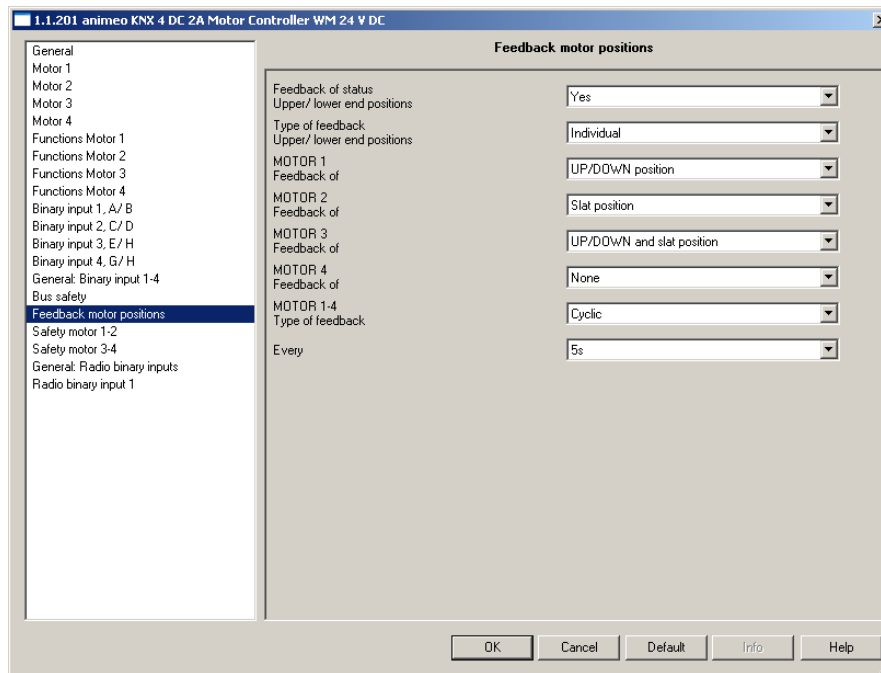 1.1.201 animeo KNX 4 DC 2A Motor Controller WM 24 V DC
General
Motor 1
Motor 2
Motor 3
Motor 4
Functions Motor 1
Functions Motor 2
Functions Motor 3
Functions Motor 4
Binary input 1, A/ B
Binary input 2, C/ D
Binary input 3, E/ H
Binary input 4, G/ H
General: Binary input 1-4
Bus safety
Feedback motor positions
Safety motor 1-2
Safety motor 3-4
General: Radio binary inputs
Radio binary input 1
Feedback motor positions
Feedback of status
Upper/ lower end positions
Yes
Type of feedback
Upper/ lower end positions
Individual
MOTOR 1
Feedback of
UP/DOWN position
MOTOR 2
Feedback of
Slat position
MOTOR 3
Feedback of
UP/DOWN and slat position
MOTOR 4
Feedback of
None
MOTOR 1-4
Type of feedback
Cyclic
Every
5s
OK
Cancel
Default
Info
Help